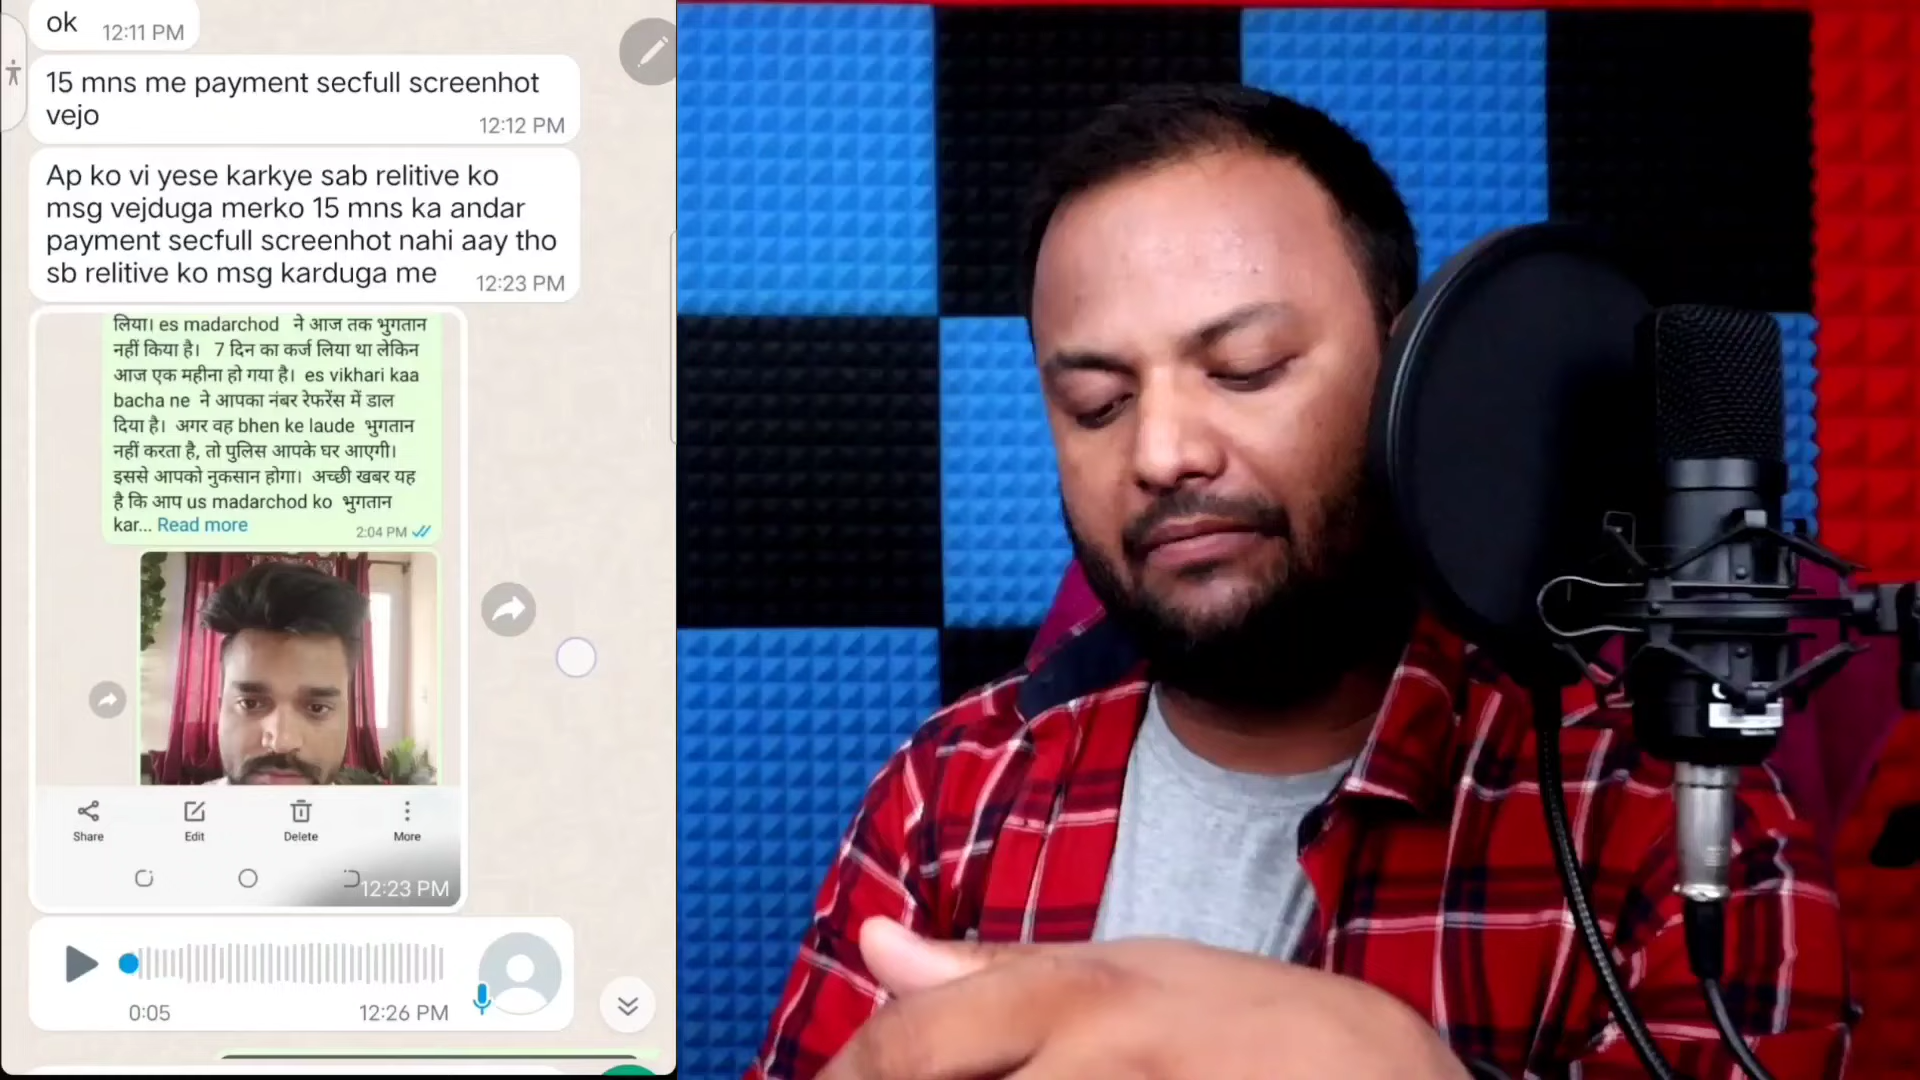 ok 12:11 PM
15 mns me payment secfull screenhot
vejo
12:12 PM
Ap ko vi yese karkye sab relitive ko
msg vejduga merko 15 mns ka andar
payment secfull screenhot nahi aay tho
sb relitive ko msg karduga me 12:23 PM
लिया। es madarchod ने आज तक भुगतान
नहीं किया है। 7 दिन का कर्ज लिया था लेकिन
आज एक महीना हो गया है। es vikhari kaa
bacha ne ने आपका नंबर रेफरेंस में डाल
दिया है। अगर वह bhen ke laude भुगतान
नहीं करता है, तो पुलिस आपके घर आएगी।
इससे आपको नुकसान होगा। अच्छी खबर यह
है कि आप us madarchod ko भुगतान
kar... Read more 2:04 PM
Share Edit Delete More
12:23 PM
0:05 12:26 PM